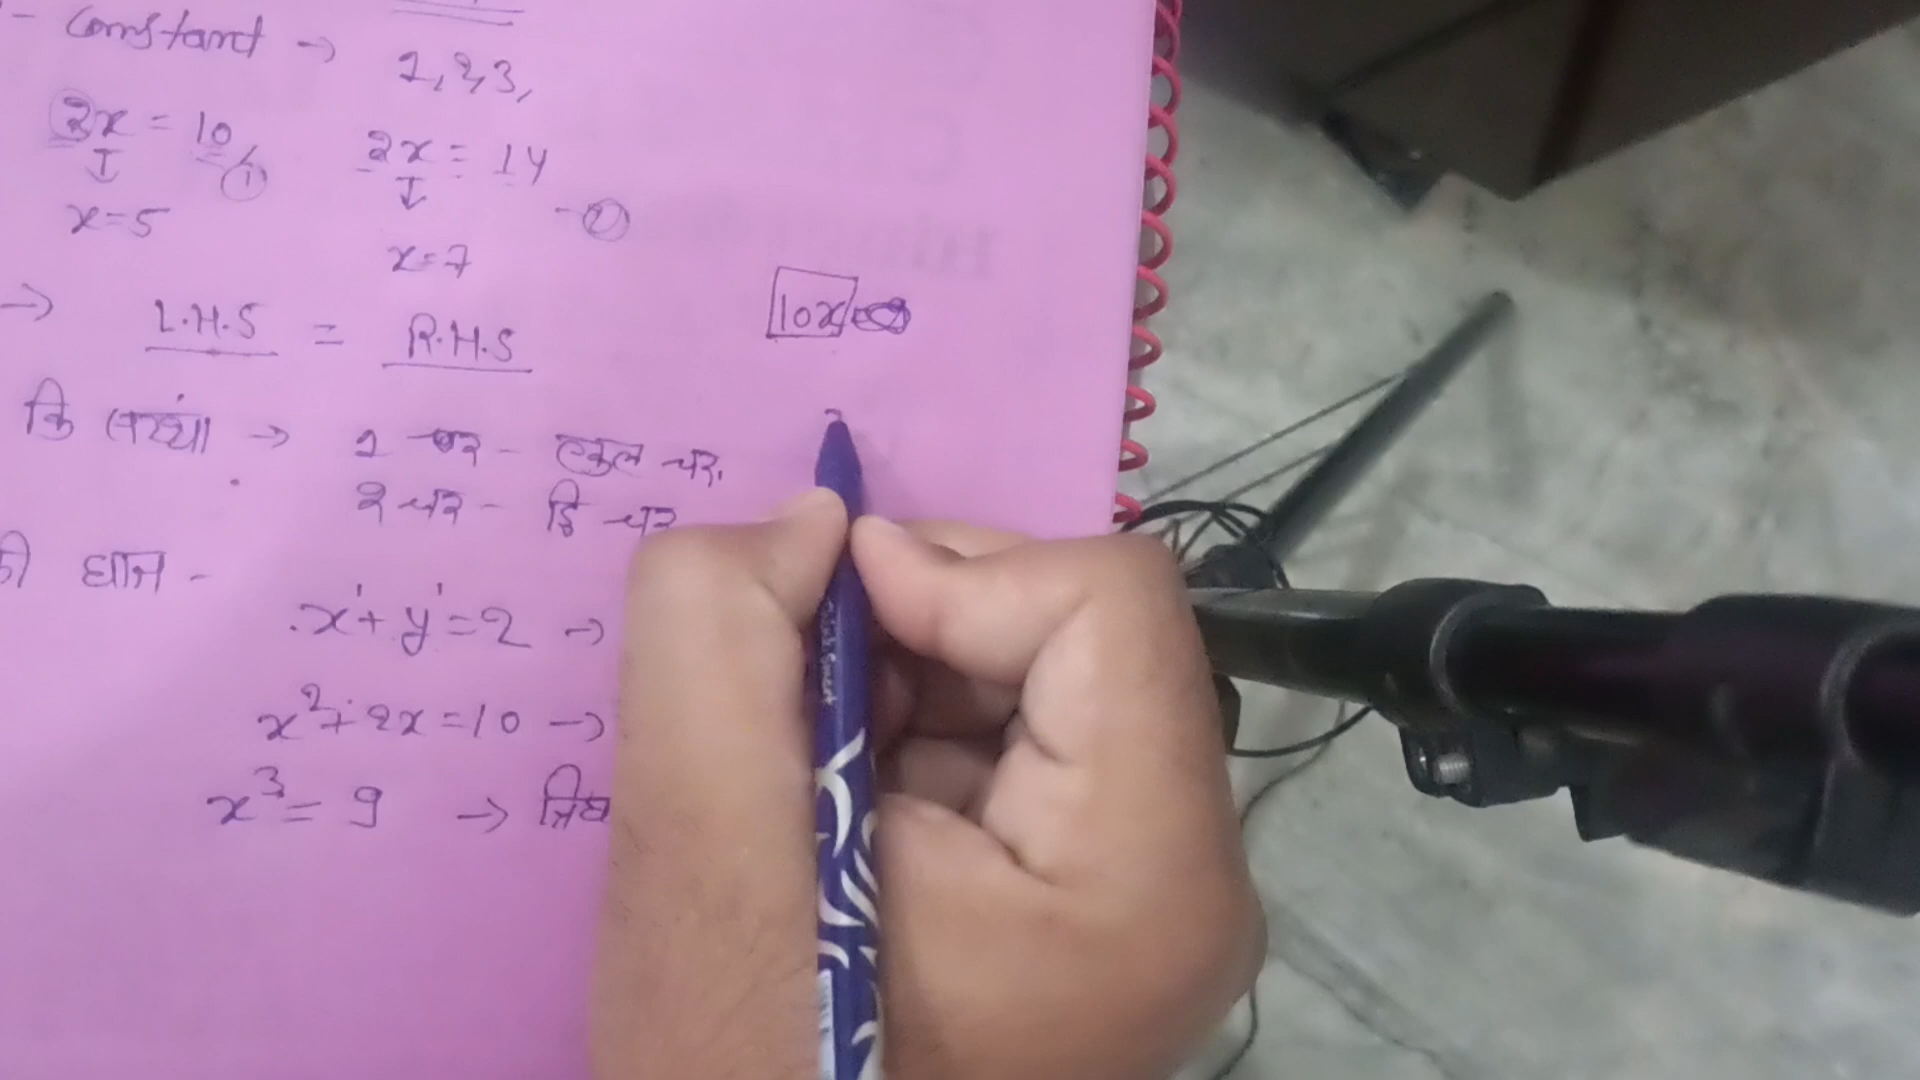 - Constant → 1, 2, 3,
2x = 10 ① 2x = 14
x=5 - ②
x=7
10x
→ L.H.S = R.H.S
कि संख्या → 1 चर - एकल चर.
2 चर - द्वि चर
की घात -
x¹ + y¹ = 2 →
x² + 2x = 10 →
x³ = 9 → त्रिघ